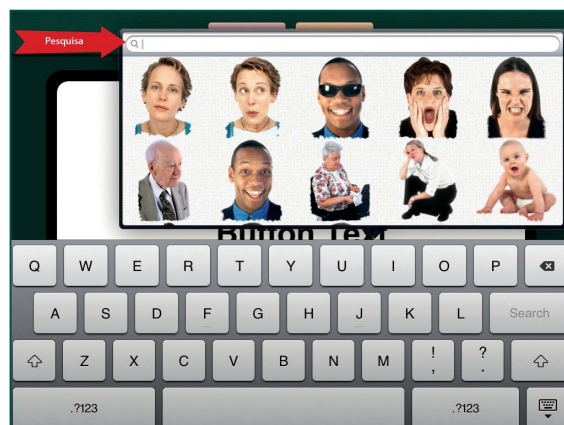 Pesquisa
Button Text
Q W E R T Y U I O P
A S D F G H J K L Search
Z X C V B N M ! , ? .
.?123 .?123